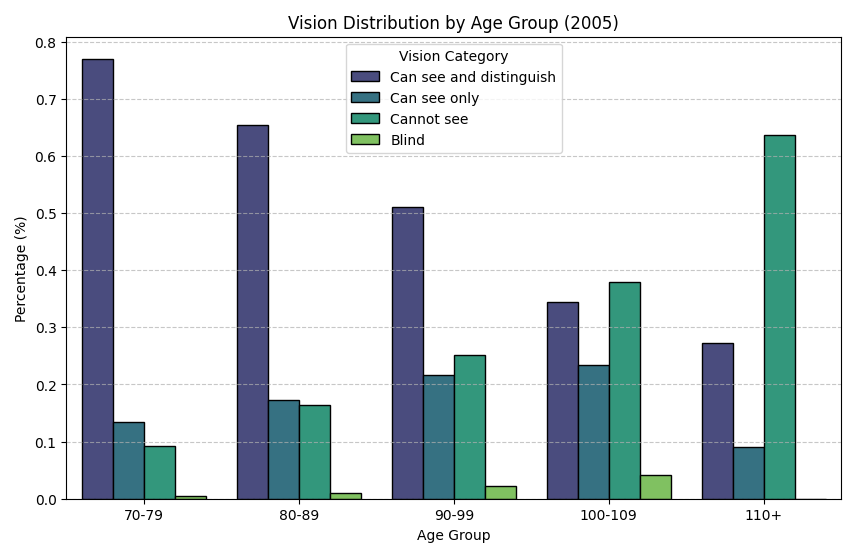 Vision Distribution by Age Group (2005)
Percentage (%)
0.8
0.7
0.6
0.5
0.4
0.3
0.2
0.1
0.0
Vision Category
Can see and distinguish
Can see only
Cannot see
Blind
70-79 80-89 90-99 100-109 110+
Age Group